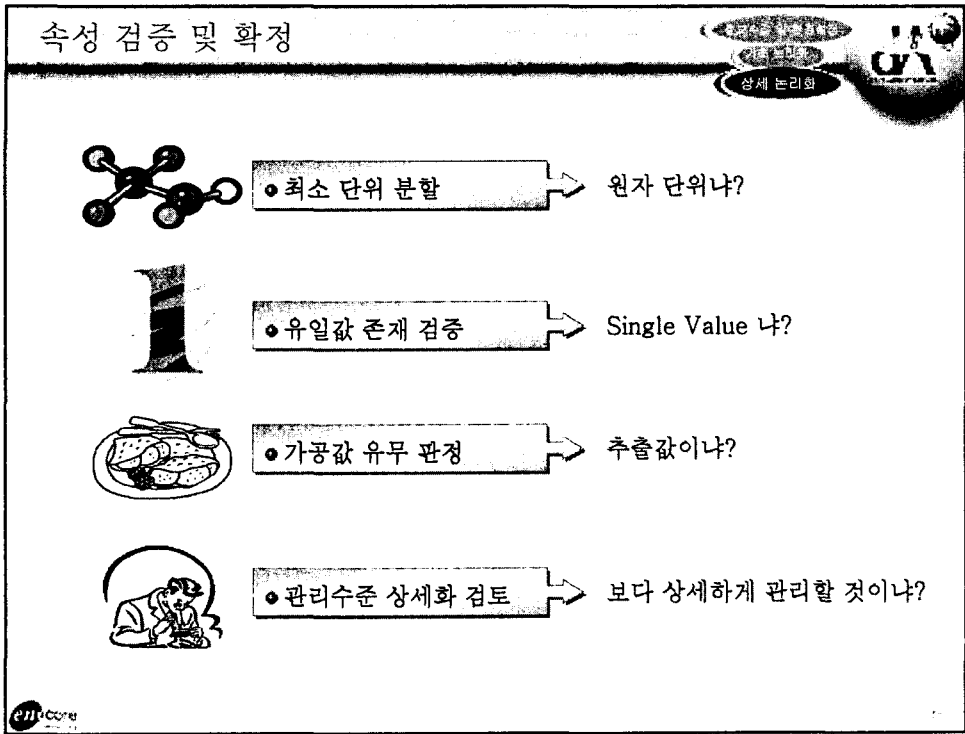 속성 검증 및 확정
상세 논리화
최소 단위 분할
원자 단위냐?
유일값 존재 검증
Single Value 냐?
가공값 유무 판정
추출값이냐?
관리수준 상세화 검토
보다 상세하게 관리할 것이냐?
en-core